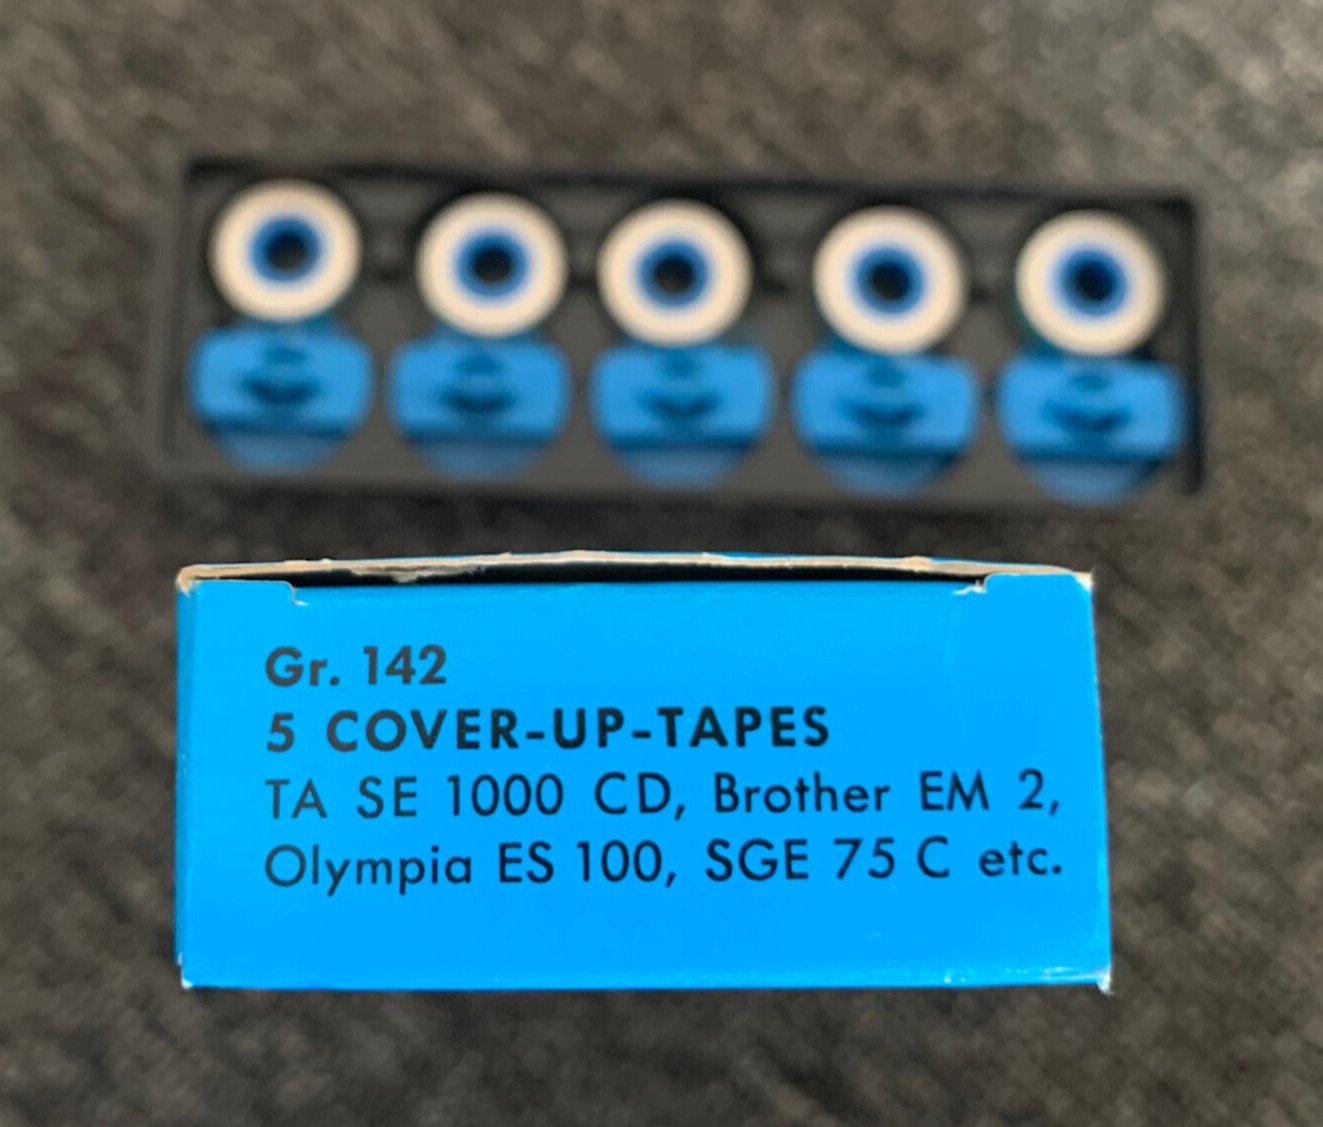 Gr. 142
5 COVER-UP-TAPES
TA SE 1000 CD, Brother EM 2,
Olympia ES 100, SGE 75 C etc.